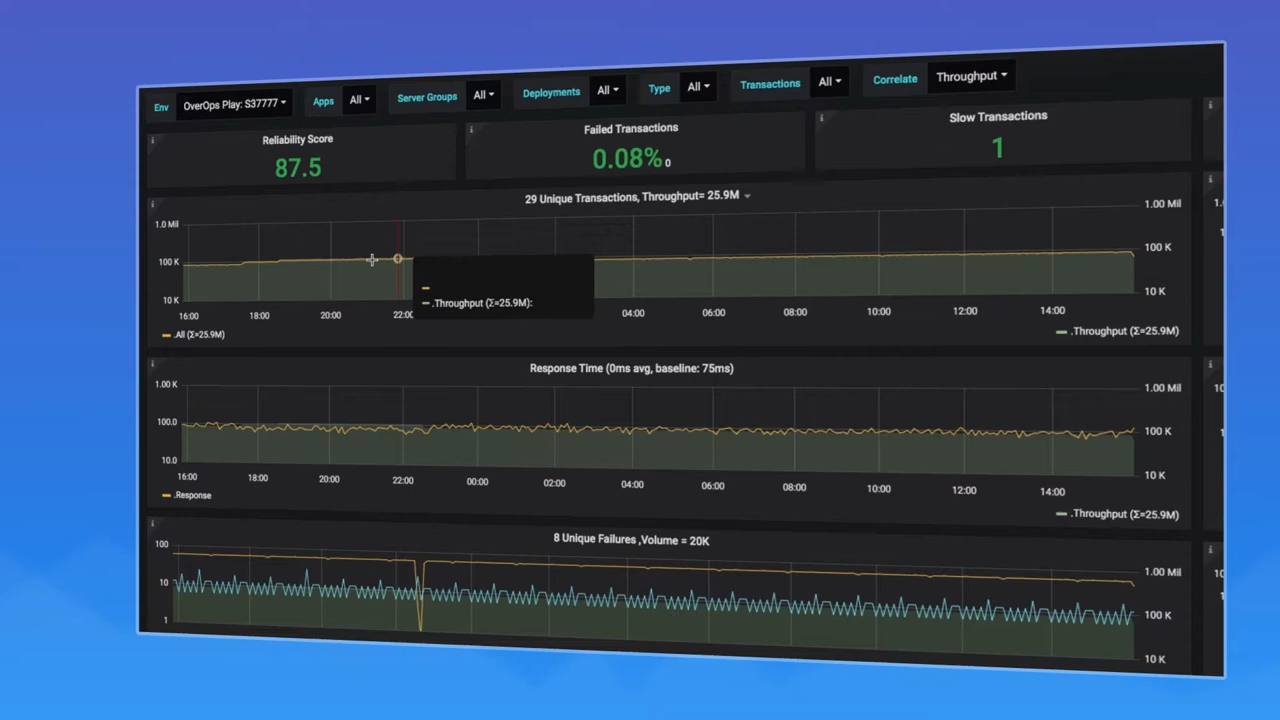 Env OverOps Play: S37777 Apps All Server Groups All Deployments All Type All Transactions All Correlate Throughput
Reliability Score
87.5
Failed Transactions
0.08% 0
Slow Transactions
1
29 Unique Transactions, Throughput= 25.9M
1.0 Mil
100 K
10 K
1.00 Mil
100 K
10 K
.Throughput (Σ=25.9M):
16:00 18:00 20:00 22:00 04:00 06:00 08:00 10:00 12:00 14:00
.All (Σ=25.9M)
.Throughput (Σ=25.9M)
Response Time (0ms avg, baseline: 75ms)
1.00 K
100.0
10.0
1.00 Mil
100 K
10 K
16:00 18:00 20:00 22:00 00:00 02:00 04:00 06:00 08:00 10:00 12:00 14:00
.Response
.Throughput (Σ=25.9M)
8 Unique Failures ,Volume = 20K
100
10
1
1.00 Mil
100 K
10 K